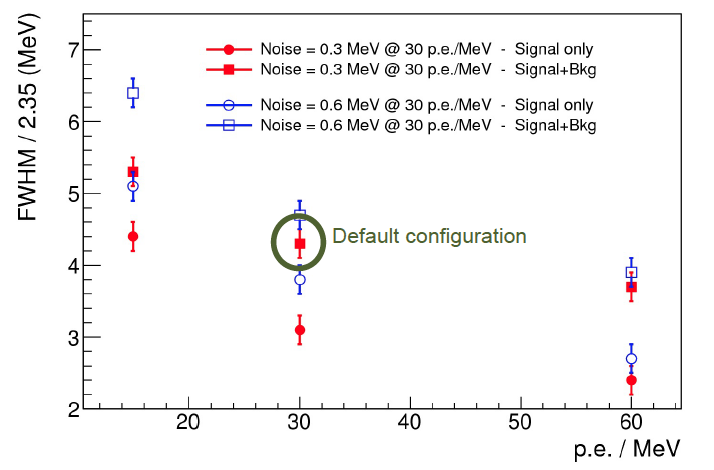 FWHM / 2.35 (MeV)
7
6
5
4
3
2
Noise = 0.3 MeV @ 30 p.e./MeV - Signal only
Noise = 0.3 MeV @ 30 p.e./MeV - Signal+Bkg
Noise = 0.6 MeV @ 30 p.e./MeV - Signal only
Noise = 0.6 MeV @ 30 p.e./MeV - Signal+Bkg
Default configuration
20 30 40 50 60
p.e. / MeV